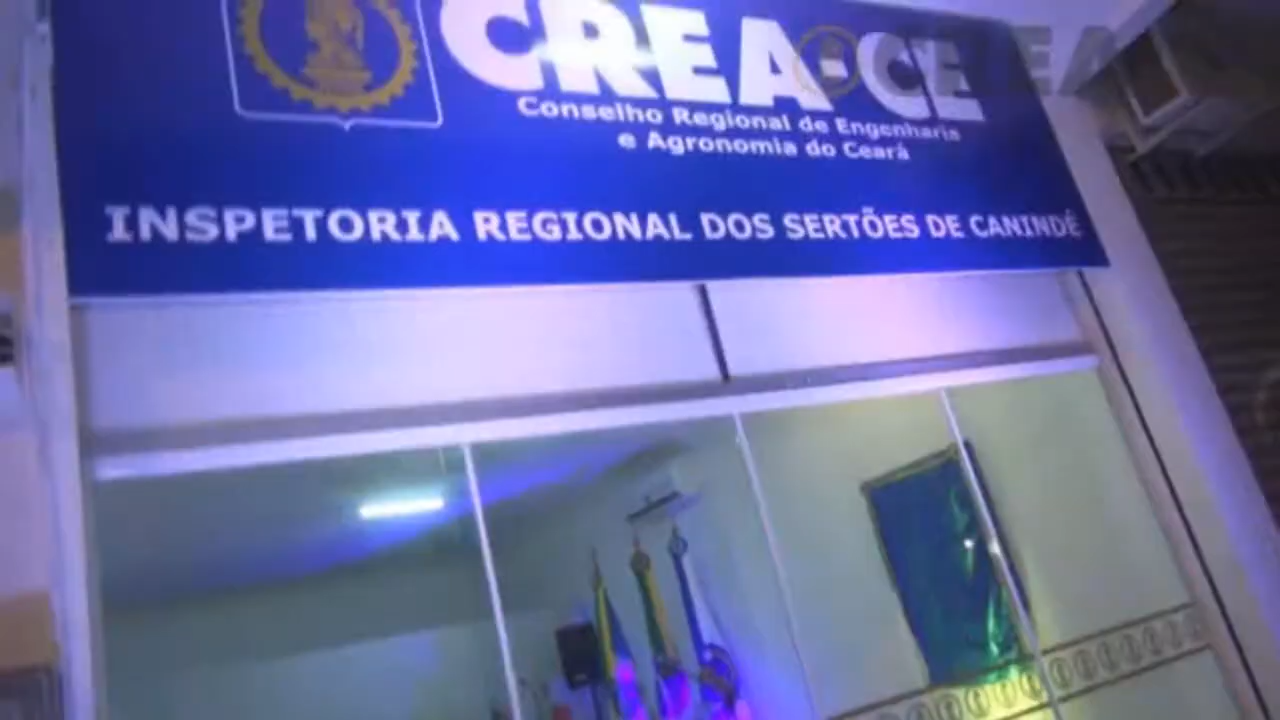 CREA-CE
Conselho Regional de Engenharia
e Agronomia do Ceará
INSPETORIA REGIONAL DOS SERTÕES DE CANINDÉ